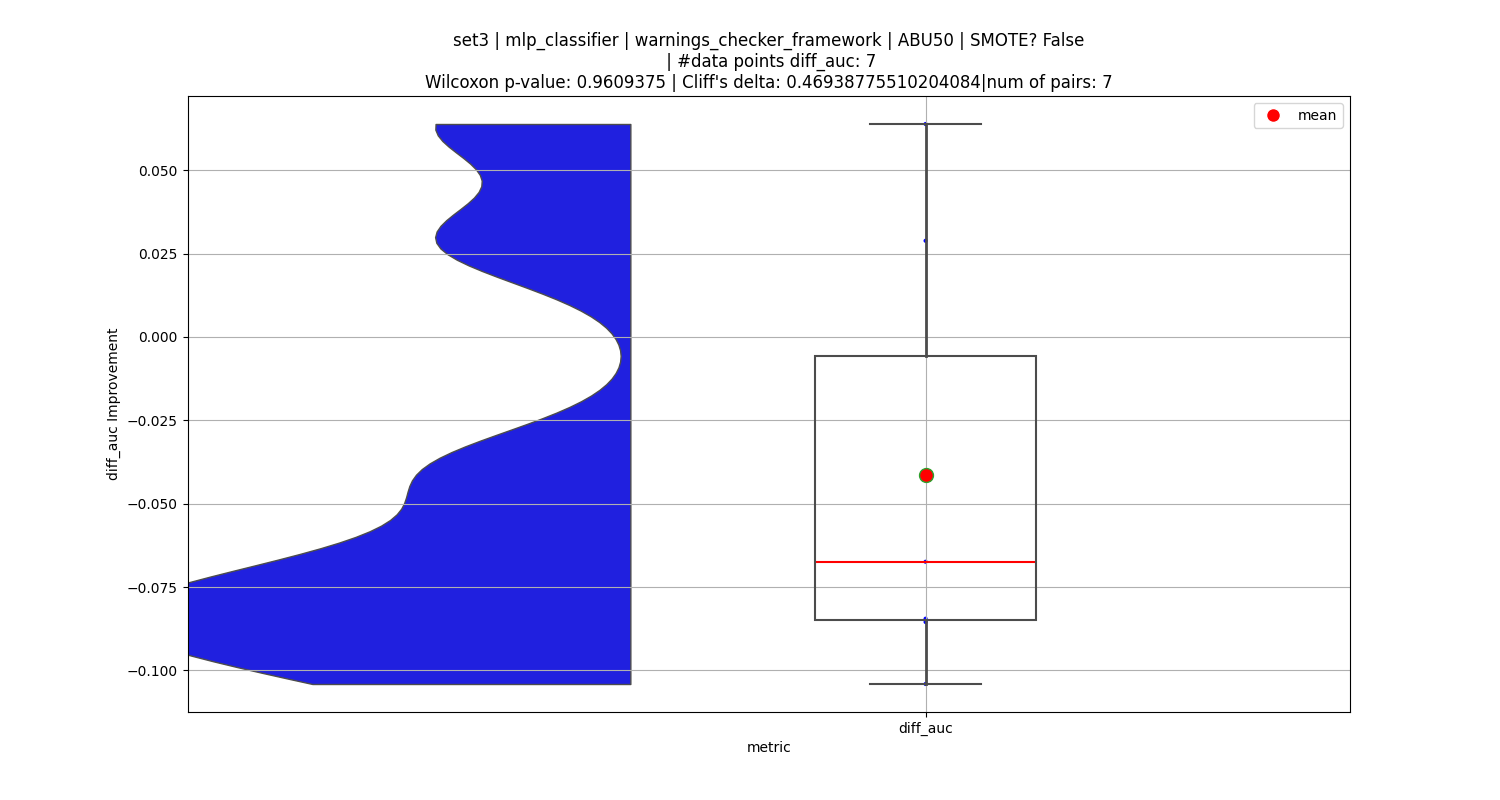 set3 | mlp_classifier | warnings_checker_framework | ABU50 | SMOTE? False
| #data points diff_auc: 7
Wilcoxon p-value: 0.9609375 | Cliff's delta: 0.46938775510204084|num of pairs: 7
mean
0.050
0.025
0.000
−0.025
−0.050
−0.075
−0.100
diff_auc Improvement
diff_auc
metric